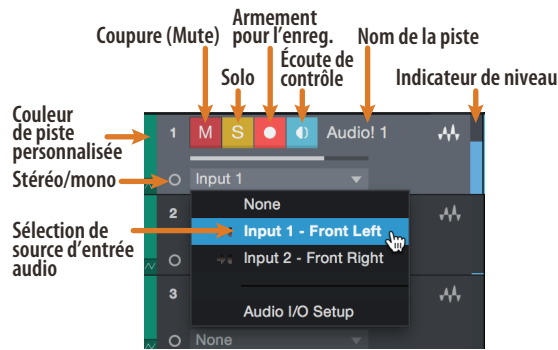 Coupure (Mute)
Armement
pour l'enreg.
Nom de la piste
Solo
Écoute de
contrôle
Indicateur de niveau
Couleur
de piste
personnalisée
1 M S Audio! 1
Stéréo/mono
Input 1
None
2
Sélection de
source d'entrée
audio
Input 1 - Front Left
Input 2 - Front Right
3
Audio I/O Setup
None